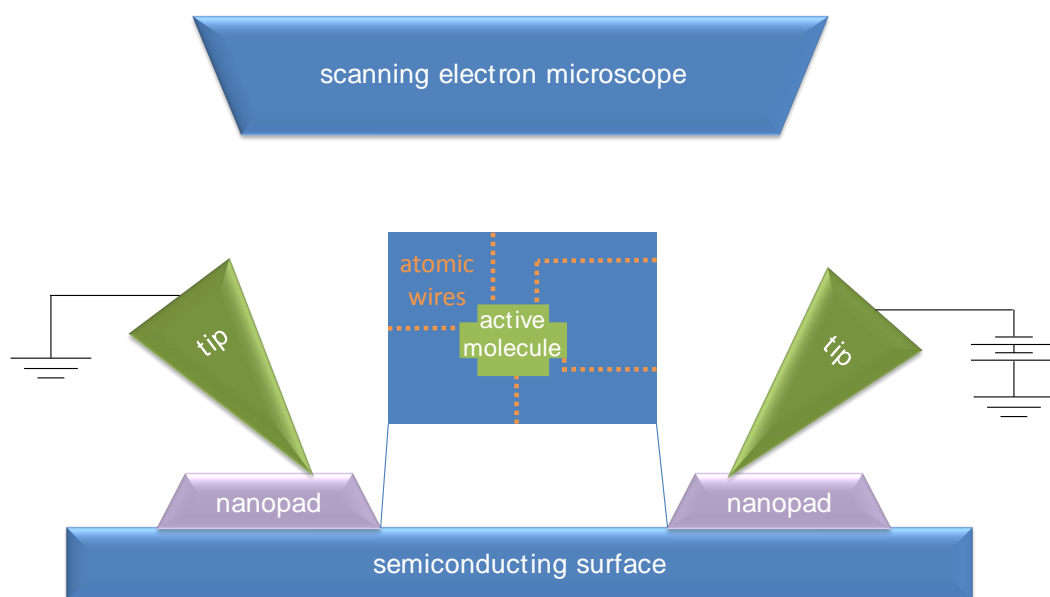 scanning electron microscope
atomic
wires
active
molecule
tip
tip
nanopad
nanopad
semiconducting surface